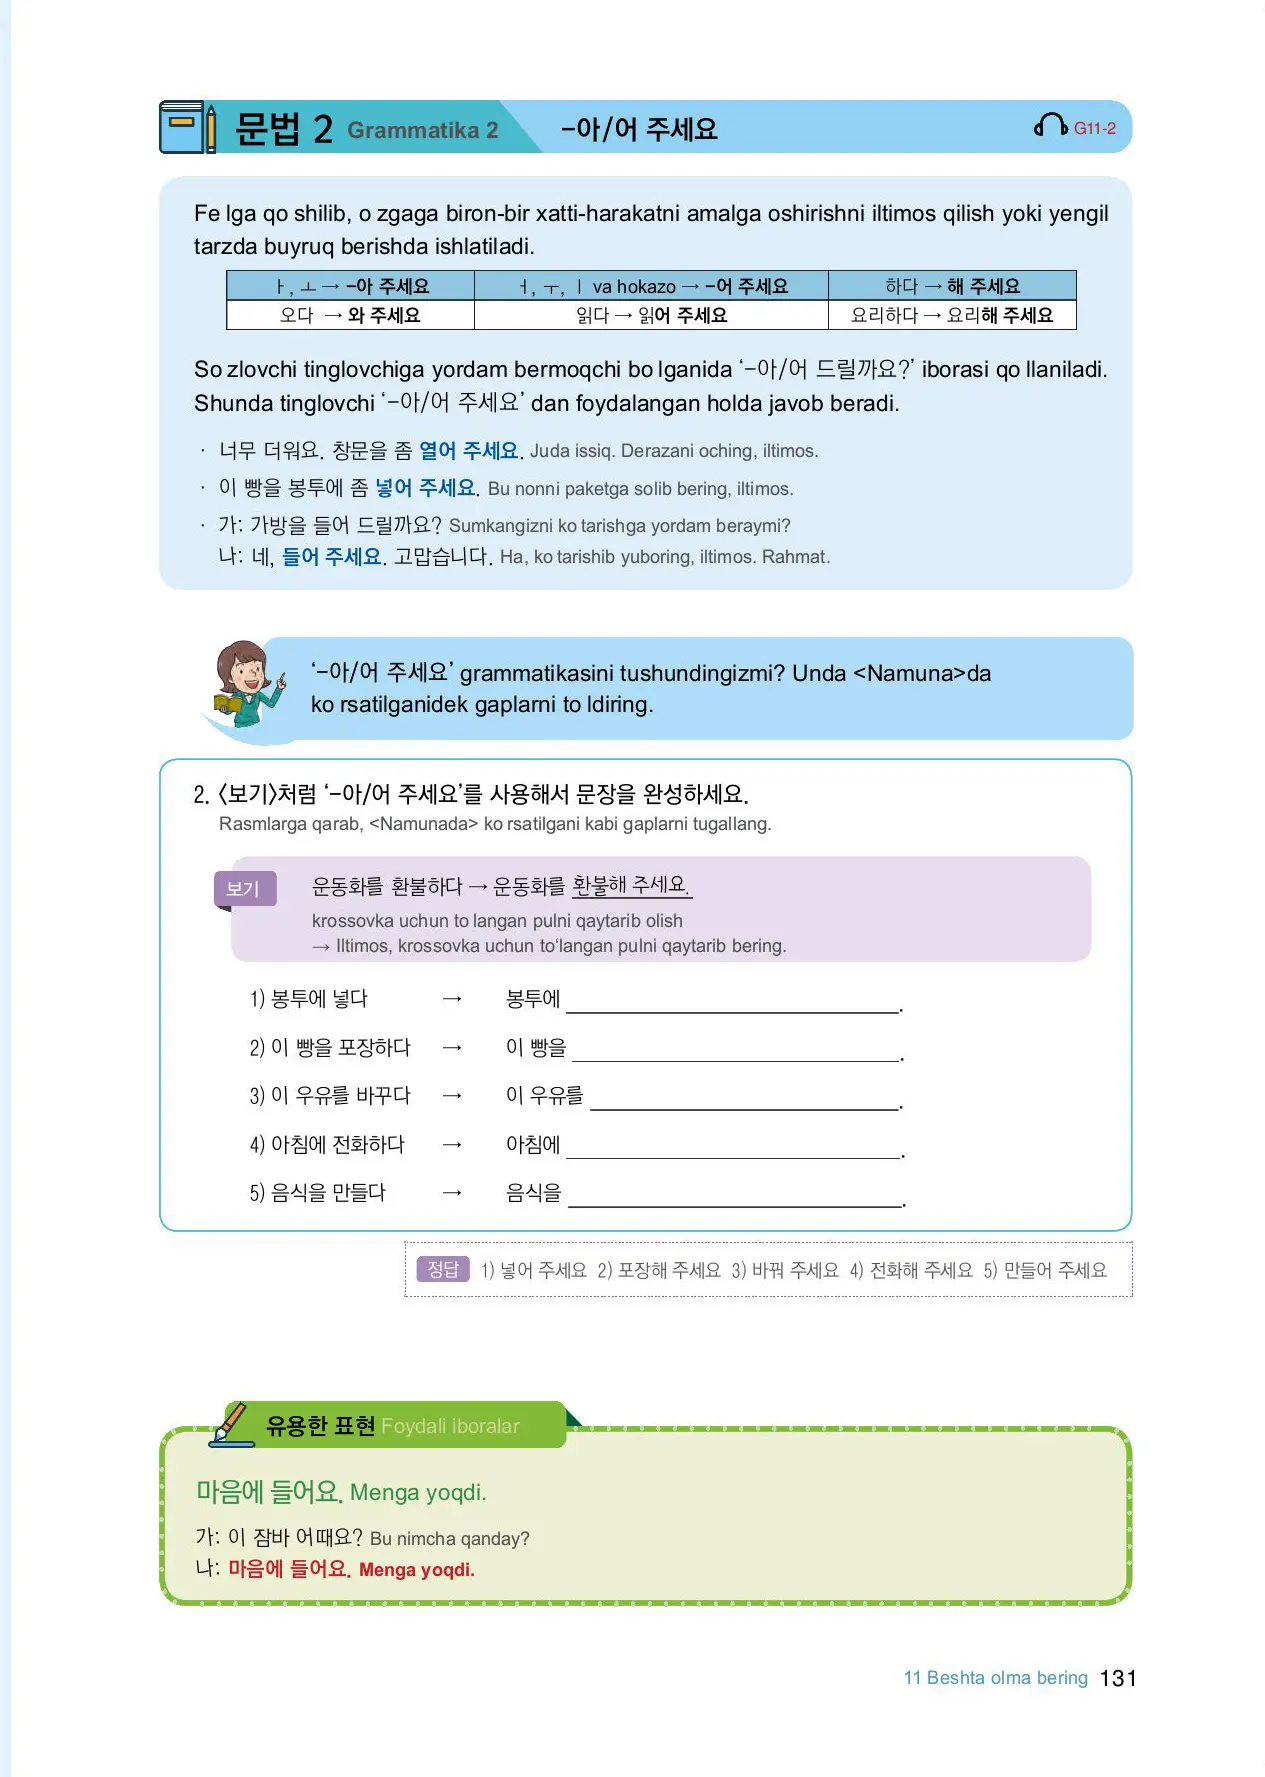 문법 2 Grammatika 2 -아/어 주세요 G11-2
Fe lga qo shilib, o zgaga biron-bir xatti-harakatni amalga oshirishni iltimos qilish yoki yengil
tarzda buyruq berishda ishlatiladi.
ㅏ, ㅗ → -아 주세요 ㅓ, ㅜ, ㅣ va hokazo → -어 주세요 하다 → 해 주세요
오다 → 와 주세요 읽다 → 읽어 주세요 요리하다 → 요리해 주세요
So zlovchi tinglovchiga yordam bermoqchi bo lganida ‘-아/어 드릴까요?’ iborasi qo llaniladi.
Shunda tinglovchi ‘-아/어 주세요’ dan foydalangan holda javob beradi.
· 너무 더워요. 창문을 좀 열어 주세요. Juda issiq. Derazani oching, iltimos.
· 이 빵을 봉투에 좀 넣어 주세요. Bu nonni paketga solib bering, iltimos.
· 가: 가방을 들어 드릴까요? Sumkangizni ko tarishga yordam beraymi?
나: 네, 들어 주세요. 고맙습니다. Ha, ko tarishib yuboring, iltimos. Rahmat.
‘-아/어 주세요’ grammatikasini tushundingizmi? Unda <Namuna>da
ko rsatilganidek gaplarni to ldiring.
2. <보기>처럼 ‘-아/어 주세요’를 사용해서 문장을 완성하세요.
Rasmlarga qarab, <Namunada> ko rsatilgani kabi gaplarni tugallang.
보기 운동화를 환불하다 → 운동화를 환불해 주세요.
krossovka uchun to langan pulni qaytarib olish
→ Iltimos, krossovka uchun to‘langan pulni qaytarib bering.
1) 봉투에 넣다 → 봉투에 ______.
2) 이 빵을 포장하다 → 이 빵을 ______.
3) 이 우유를 바꾸다 → 이 우유를 ______.
4) 아침에 전화하다 → 아침에 ______.
5) 음식을 만들다 → 음식을 ______.
정답 1) 넣어 주세요 2) 포장해 주세요 3) 바꿔 주세요 4) 전화해 주세요 5) 만들어 주세요
유용한 표현 Foydali iboralar
마음에 들어요. Menga yoqdi.
가: 이 잠바 어때요? Bu nimcha qanday?
나: 마음에 들어요. Menga yoqdi.
11 Beshta olma bering 131